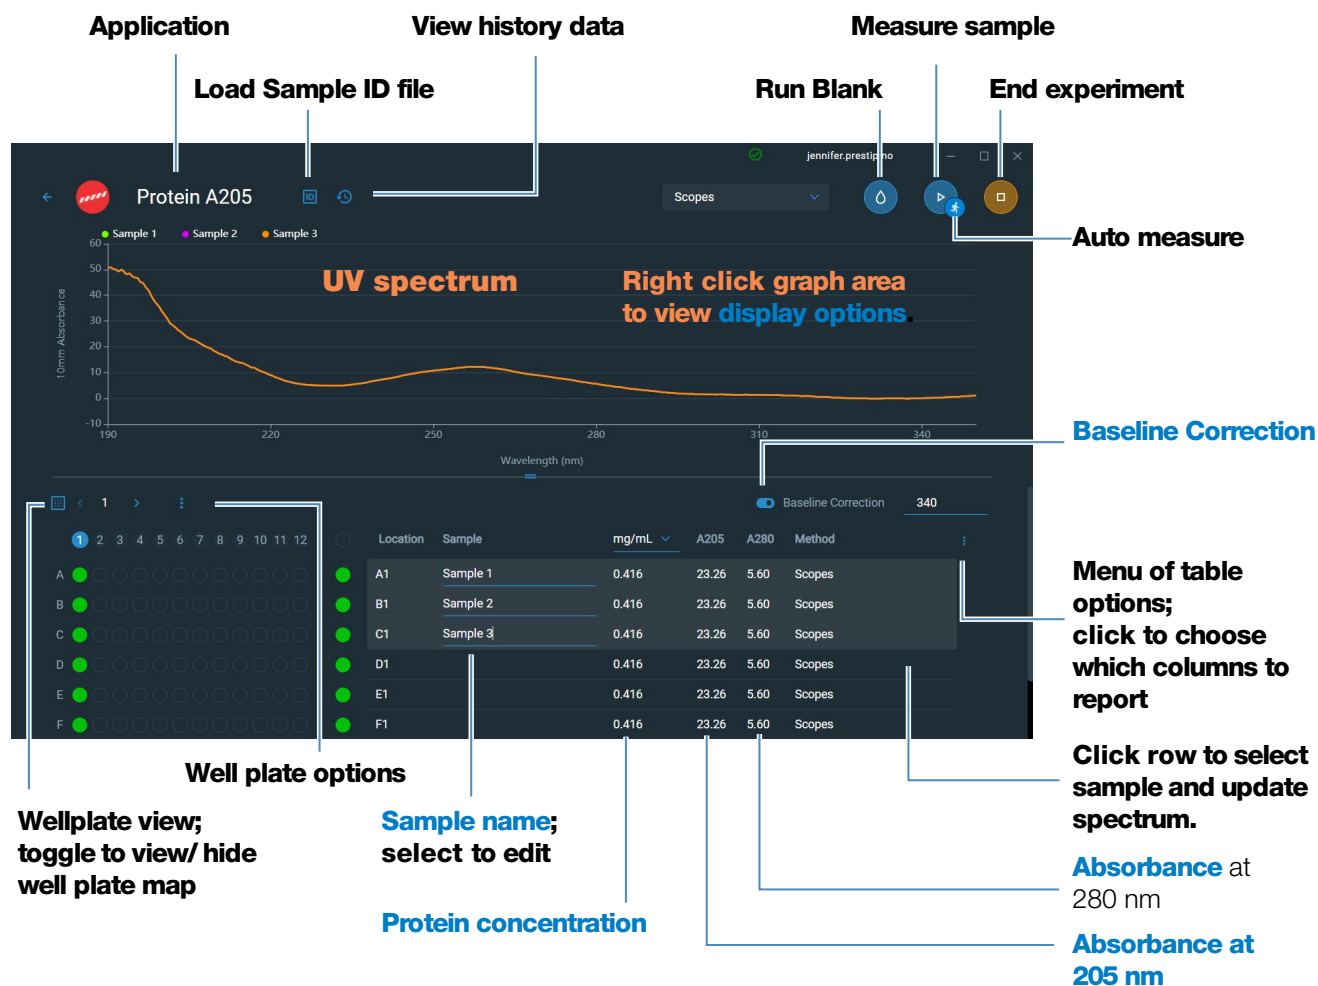 Application
View history data
Measure sample
Load Sample ID file
Run Blank
End experiment
jennifer.prestipino
Protein A205
ID
Scopes
Auto measure
Sample 1
Sample 2
Sample 3
UV spectrum
Right click graph area
to view display options.
10mm Absorbance
60
50
40
30
20
10
0
-10
190
220
250
280
310
340
Wavelength (nm)
Baseline Correction
1
Baseline Correction
340
1 2 3 4 5 6 7 8 9 10 11 12
Location Sample mg/mL A205 A280 Method
A A1 Sample 1 0.416 23.26 5.60 Scopes
B B1 Sample 2 0.416 23.26 5.60 Scopes
C C1 Sample 3 0.416 23.26 5.60 Scopes
D D1 0.416 23.26 5.60 Scopes
E E1 0.416 23.26 5.60 Scopes
F F1 0.416 23.26 5.60 Scopes
Menu of table
options;
click to choose
which columns to
report
Click row to select
sample and update
spectrum.
Well plate options
Wellplate view;
toggle to view/ hide
well plate map
Sample name;
select to edit
Protein concentration
Absorbance at
280 nm
Absorbance at
205 nm